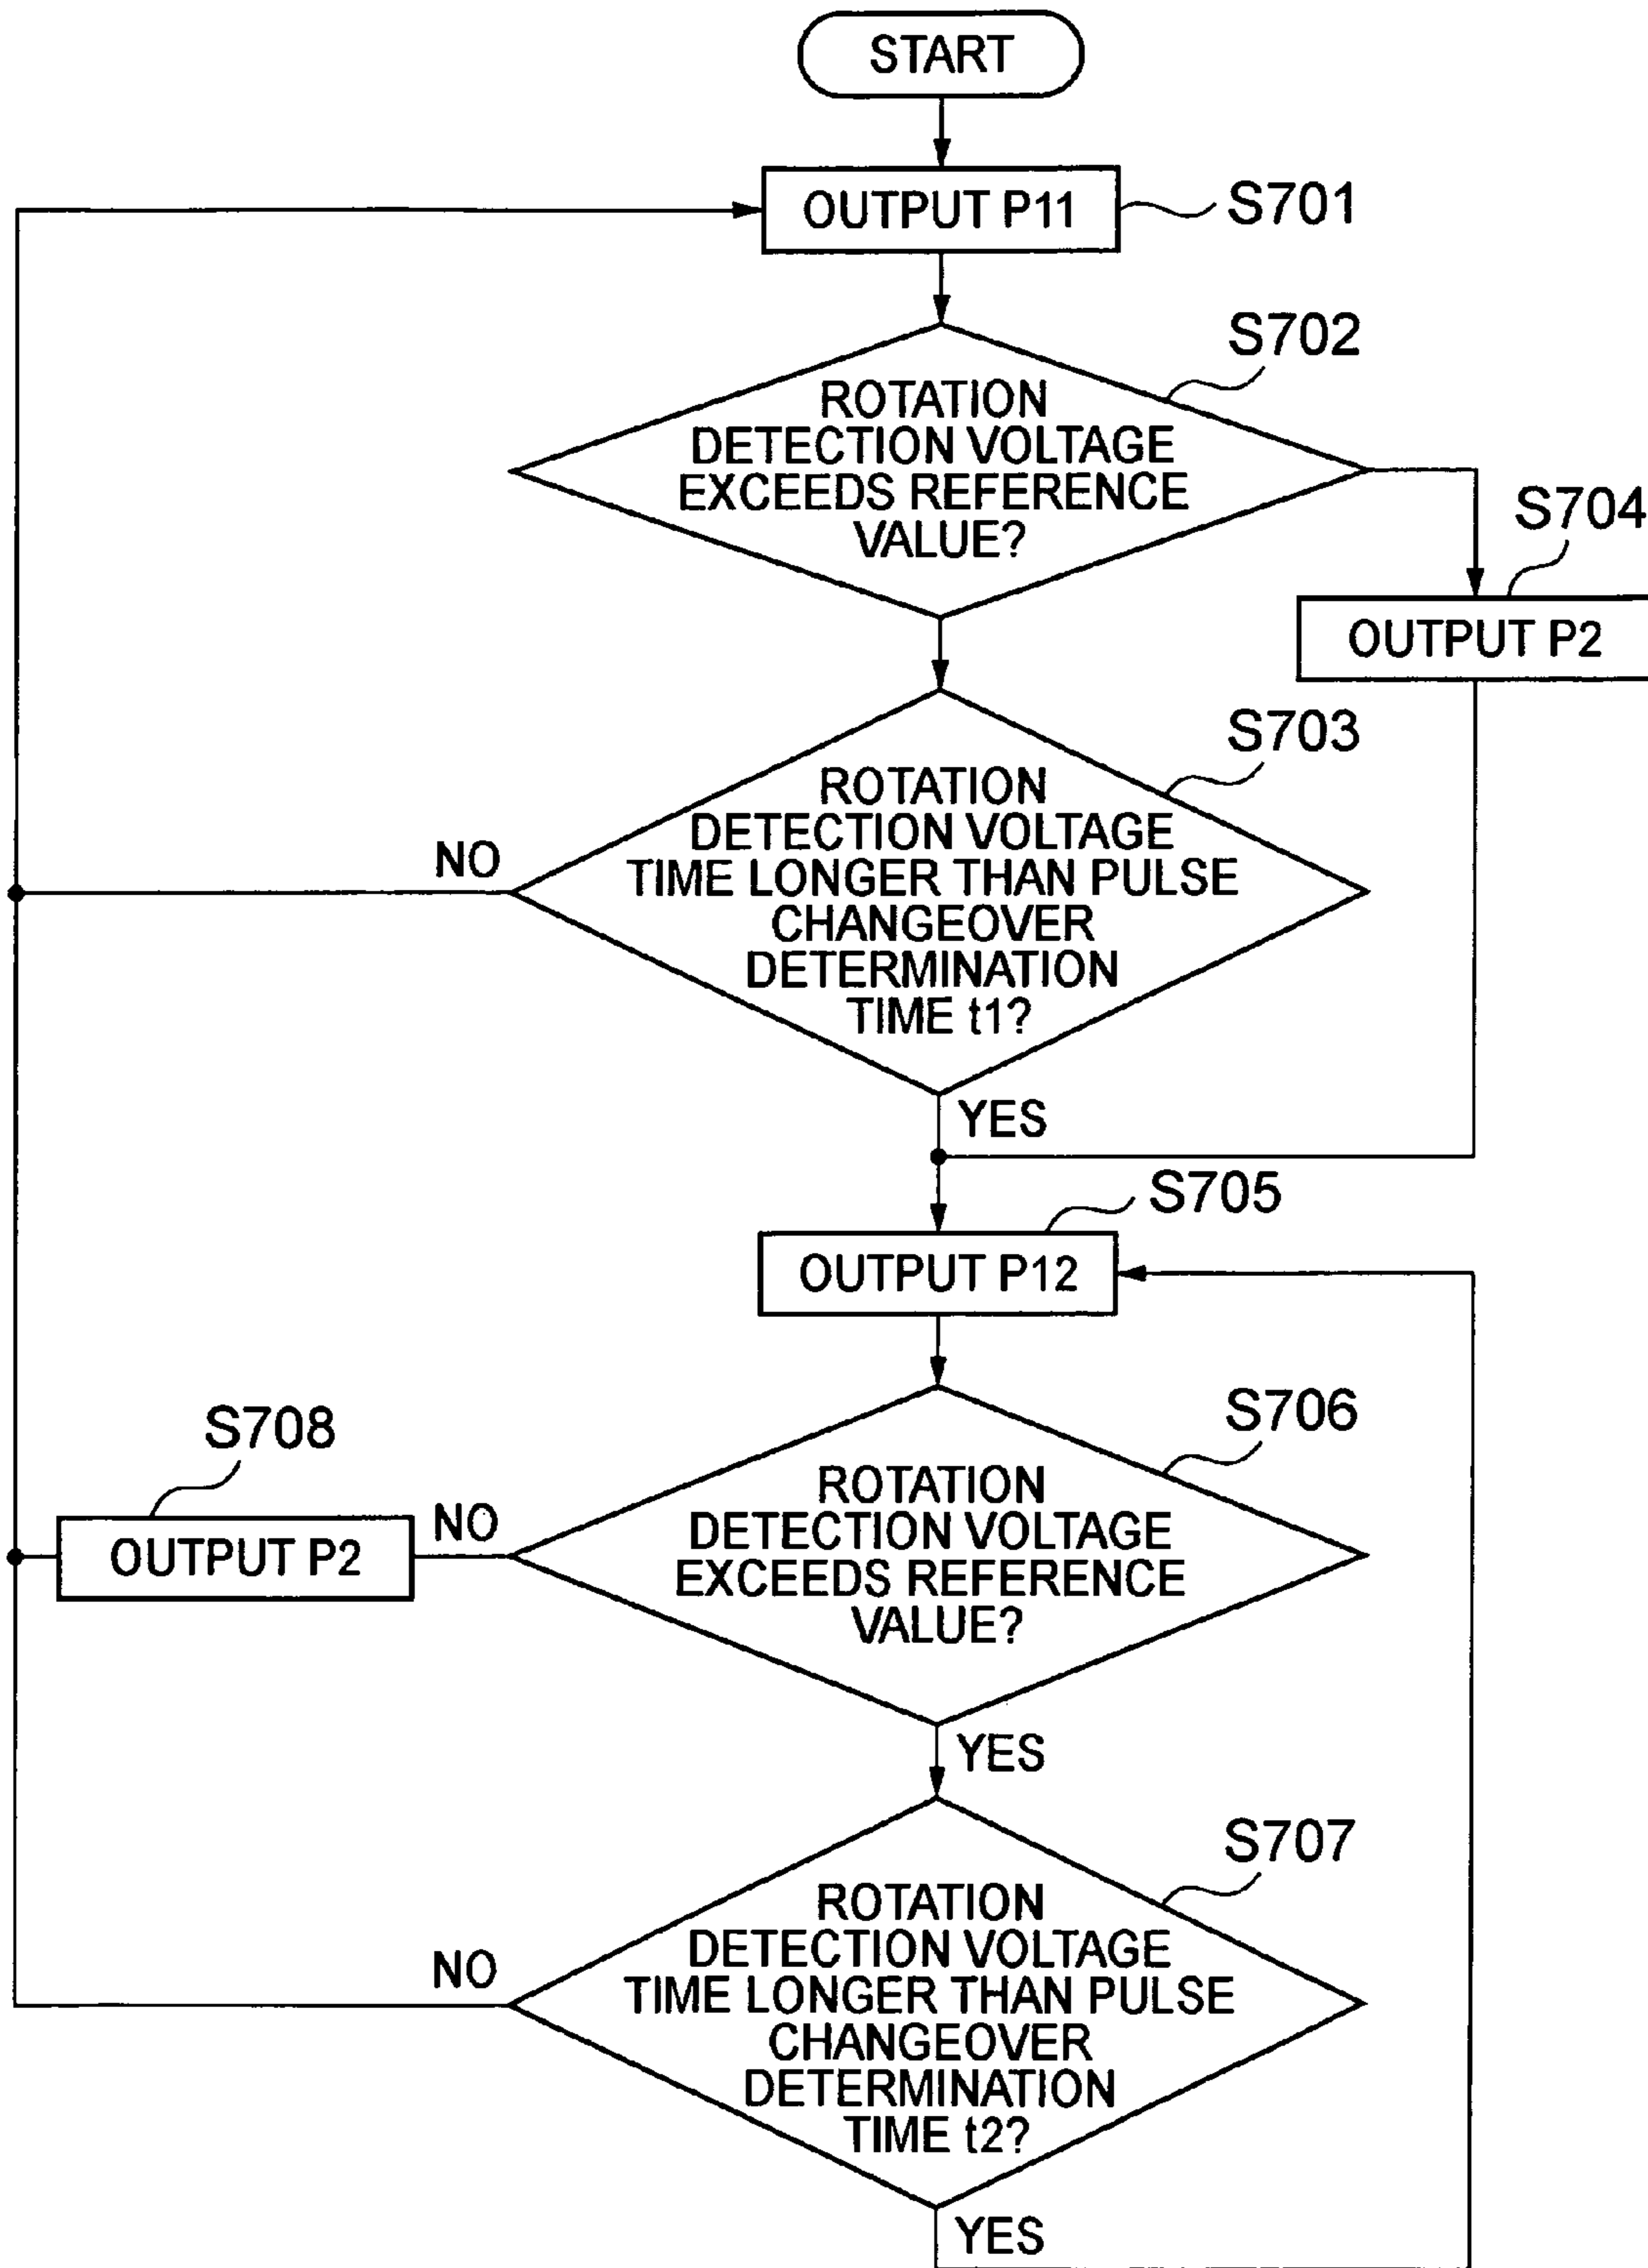 START
OUTPUT P11
S701
S702
ROTATION
DETECTION VOLTAGE
EXCEEDS REFERENCE
VALUE?
S704
OUTPUT P2
S703
ROTATION
DETECTION VOLTAGE
TIME LONGER THAN PULSE
CHANGEOVER
DETERMINATION
TIME t1?
NO
YES
S705
OUTPUT P12
S706
ROTATION
DETECTION VOLTAGE
EXCEEDS REFERENCE
VALUE?
S708
OUTPUT P2
NO
YES
S707
ROTATION
DETECTION VOLTAGE
TIME LONGER THAN PULSE
CHANGEOVER
DETERMINATION
TIME t2?
NO
YES